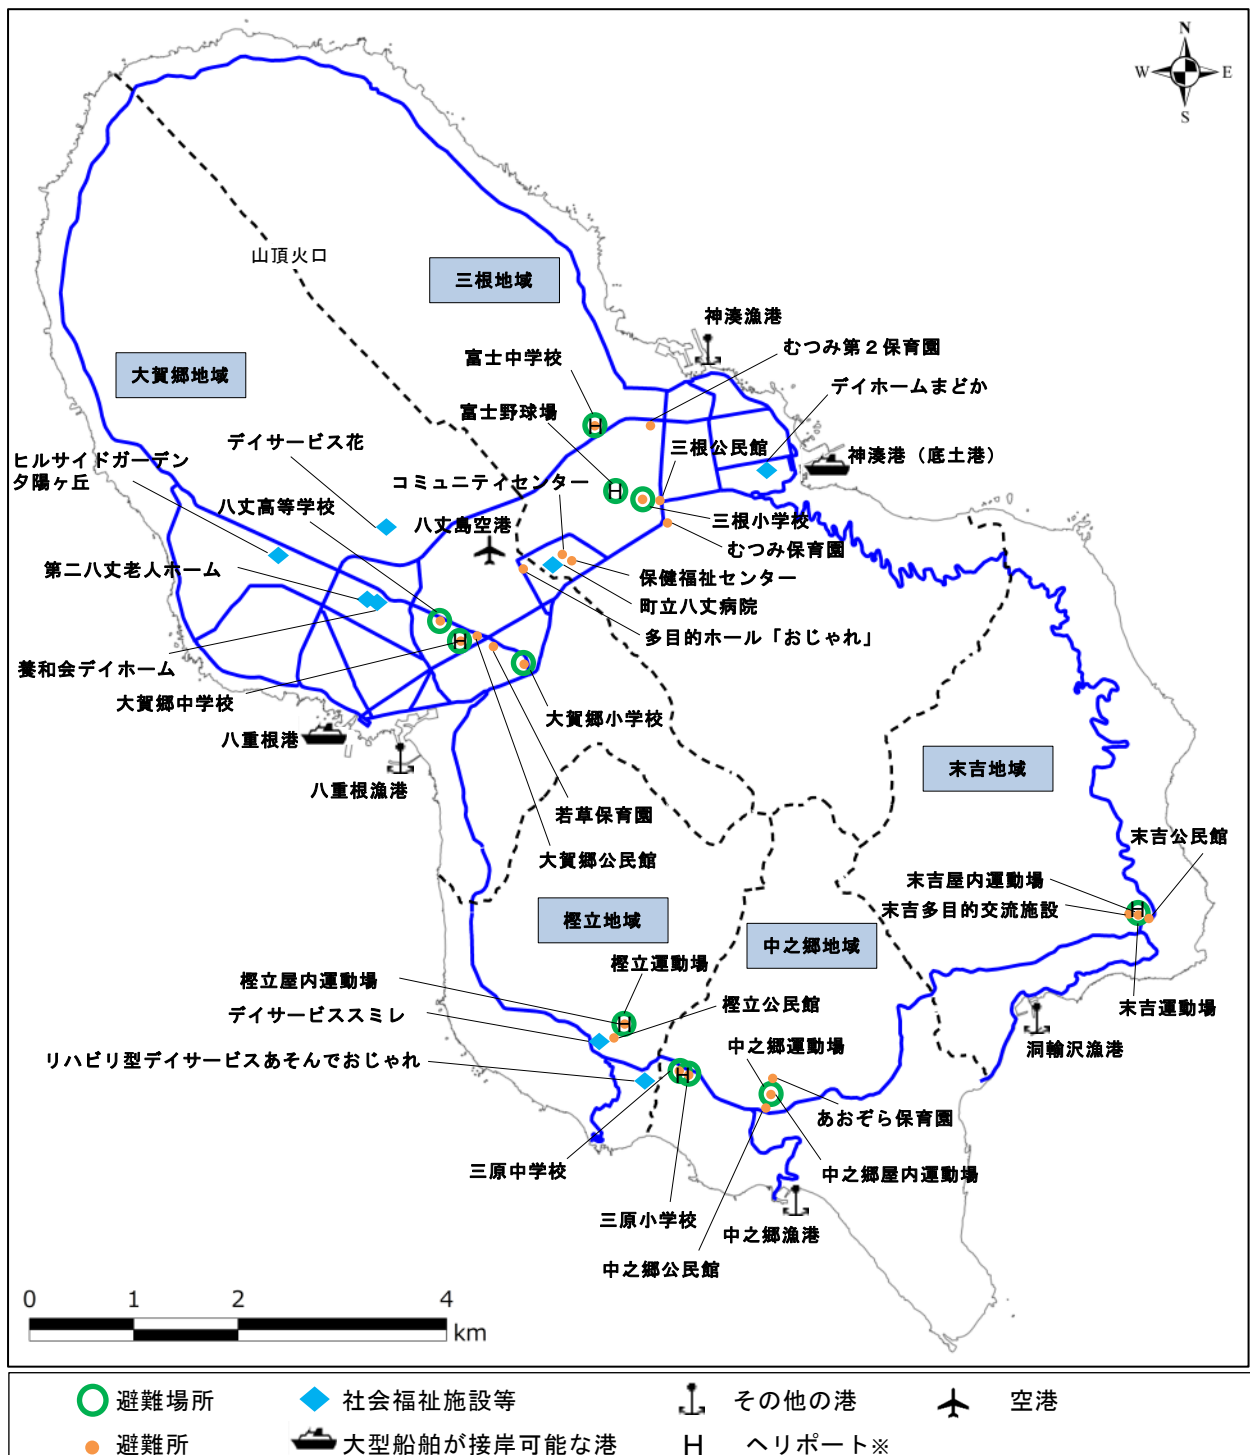 N
W
E
S
山頂火口
三根地域
神湊漁港
富士中学校
むつみ第２保育園
大賀郷地域
デイホームまどか
富士野球場
デイサービス花
三根公民館
神湊港（底土港）
ヒルサイドガーデン
夕陽ヶ丘
コミュニテイセンター
八丈高等学校
八丈島空港
三根小学校
むつみ保育園
第二八丈老人ホーム
保健福祉センター
町立八丈病院
多目的ホール「おじゃれ」
養和会デイホーム
大賀郷中学校
大賀郷小学校
八重根港
末吉地域
八重根漁港
若草保育園
末吉公民館
大賀郷公民館
末吉屋内運動場
末吉多目的交流施設
樫立地域
中之郷地域
樫立運動場
樫立屋内運動場
樫立公民館
末吉運動場
デイサービススミレ
中之郷運動場
洞輪沢漁港
リハビリ型デイサービスあそんでおじゃれ
あおぞら保育園
三原中学校
中之郷屋内運動場
三原小学校
中之郷漁港
中之郷公民館
0 1 2 4
km
避難場所 社会福祉施設等 その他の港 空港
避難所 大型船舶が接岸可能な港 H ヘリポート※
H
H
H
H
H
H